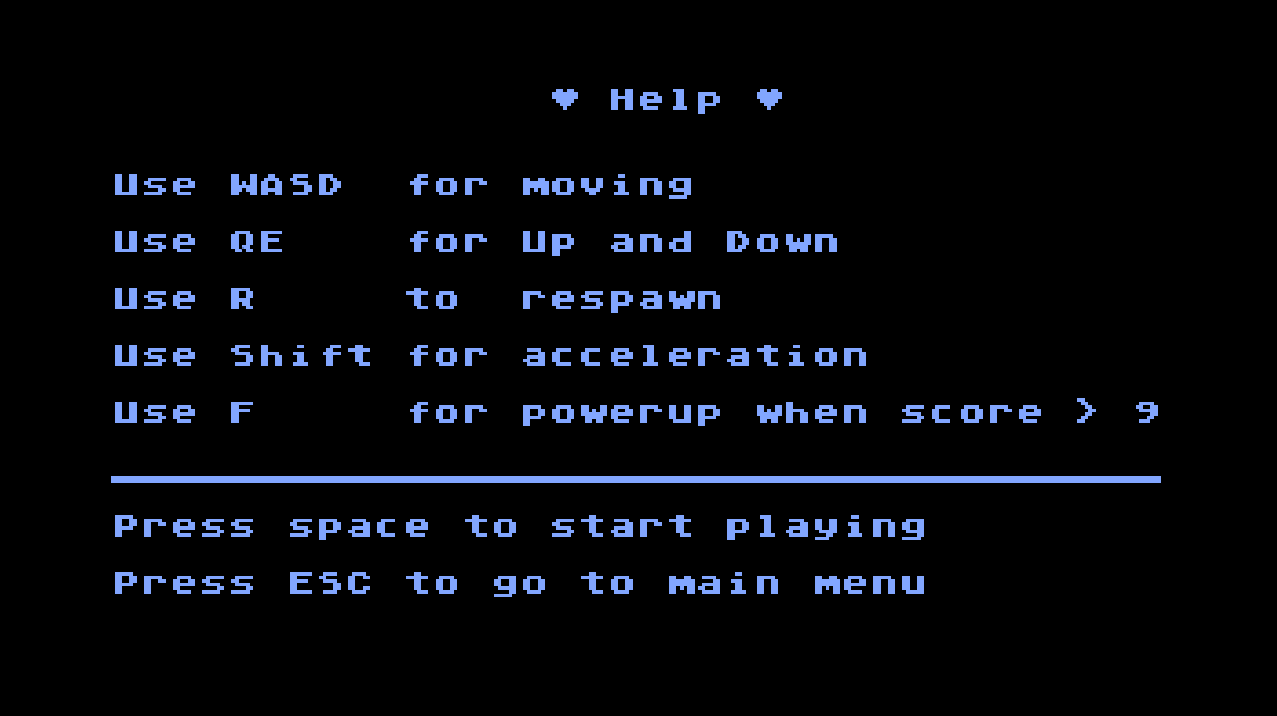 ♥ Help ♥
Use WASD  for moving
Use QE    for Up and Down
Use R     to  respawn
Use Shift for acceleration
Use F     for powerup when score > 9
Press space to start playing
Press ESC to go to main menu